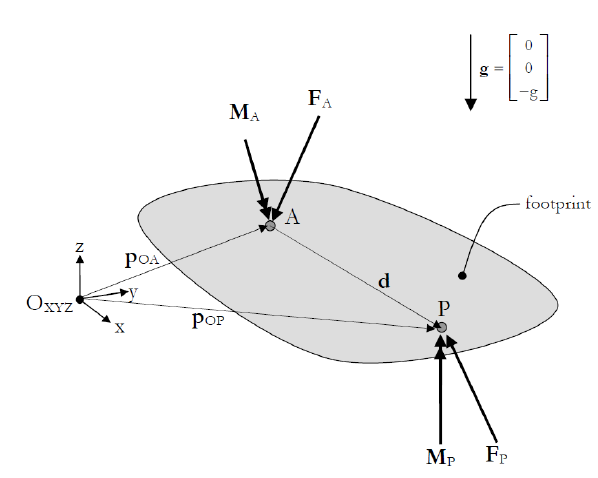 g = [0 0 −g]
M_A
F_A
footprint
A
z
p_OA
y
d
O_XYZ
x
p_OP
P
M_P
F_P